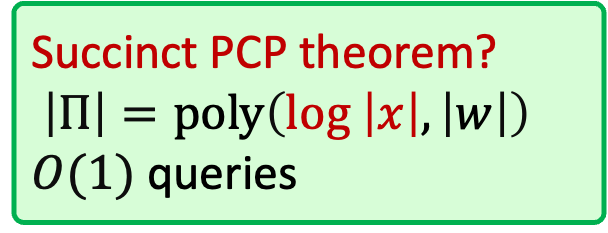 Succinct PCP theorem?
|Π| = poly(log |x|, |w|)
O(1) queries